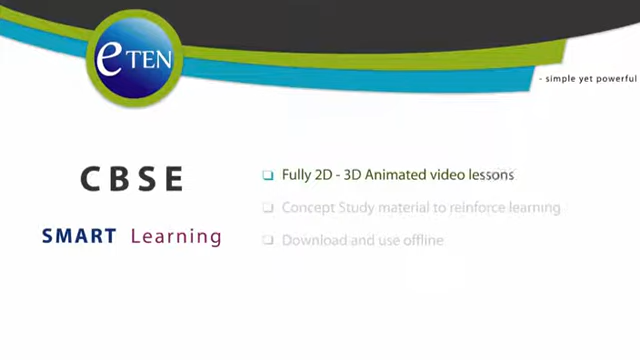 eTEN
- simple yet powerful
CBSE
SMART Learning
Fully 2D - 3D Animated video lessons
Concept Study material to reinforce learning
Download and use offline